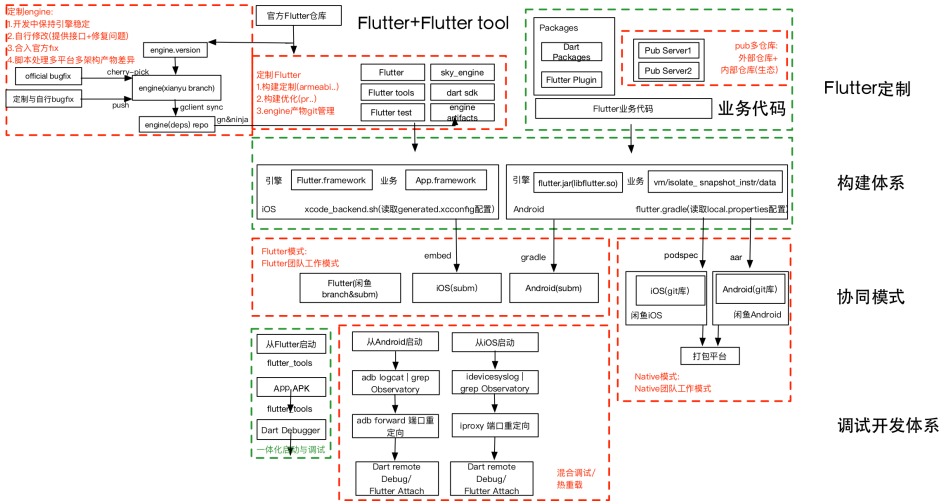 定制engine:
1.开发中保持引擎稳定
2.自行修改(提供接口+修复问题)
3.合入官方fix
4.脚本处理多平台多架构产物差异
official bugfix
cherry-pick
定制与自行bugfix
push
engine.version
engine(xianyu branch)
gclient sync
engine(deps) repo
gn&ninja
官方Flutter仓库
Flutter+Flutter tool
定制Flutter
1.构建定制(armeabi..)
2.构建优化(pr..)
3.engine产物git管理
Flutter
sky_engine
Flutter tools
dart sdk
Flutter test
engine
artifacts
Packages
Dart
Packages
Flutter Plugin
Pub Server1
Pub Server2
pub多仓库:
外部仓库+
内部仓库(生态)
Flutter业务代码
业务代码
Flutter定制
引擎
Flutter.framework
业务
App.framework
iOS
xcode_backend.sh(读取generated.xcconfig配置)
引擎
flutter.jar(libflutter.so)
业务
vm/isolate_ snapshot_instr/data
Android
flutter.gradle(读取local.properties配置)
构建体系
Flutter模式:
Flutter团队工作模式
embed
gradle
Flutter(闲鱼
branch&subm)
iOS(subm)
Android(subm)
podspec
aar
iOS(git库)
闲鱼iOS
Android(git库)
闲鱼Android
打包平台
Native模式:
Native团队工作模式
协同模式
从Flutter启动
flutter_tools
App,APK
flutter_tools
Dart Debugger
一体化启动与调试
从Android启动
adb logcat | grep
Observatory
adb forward 端口重
定向
Dart remote
Debug/
Flutter Attach
从iOS启动
idevicesyslog |
grep Observatory
iproxy 端口重定向
Dart remote
Debug/
Flutter Attach
混合调试/
热重载
调试开发体系